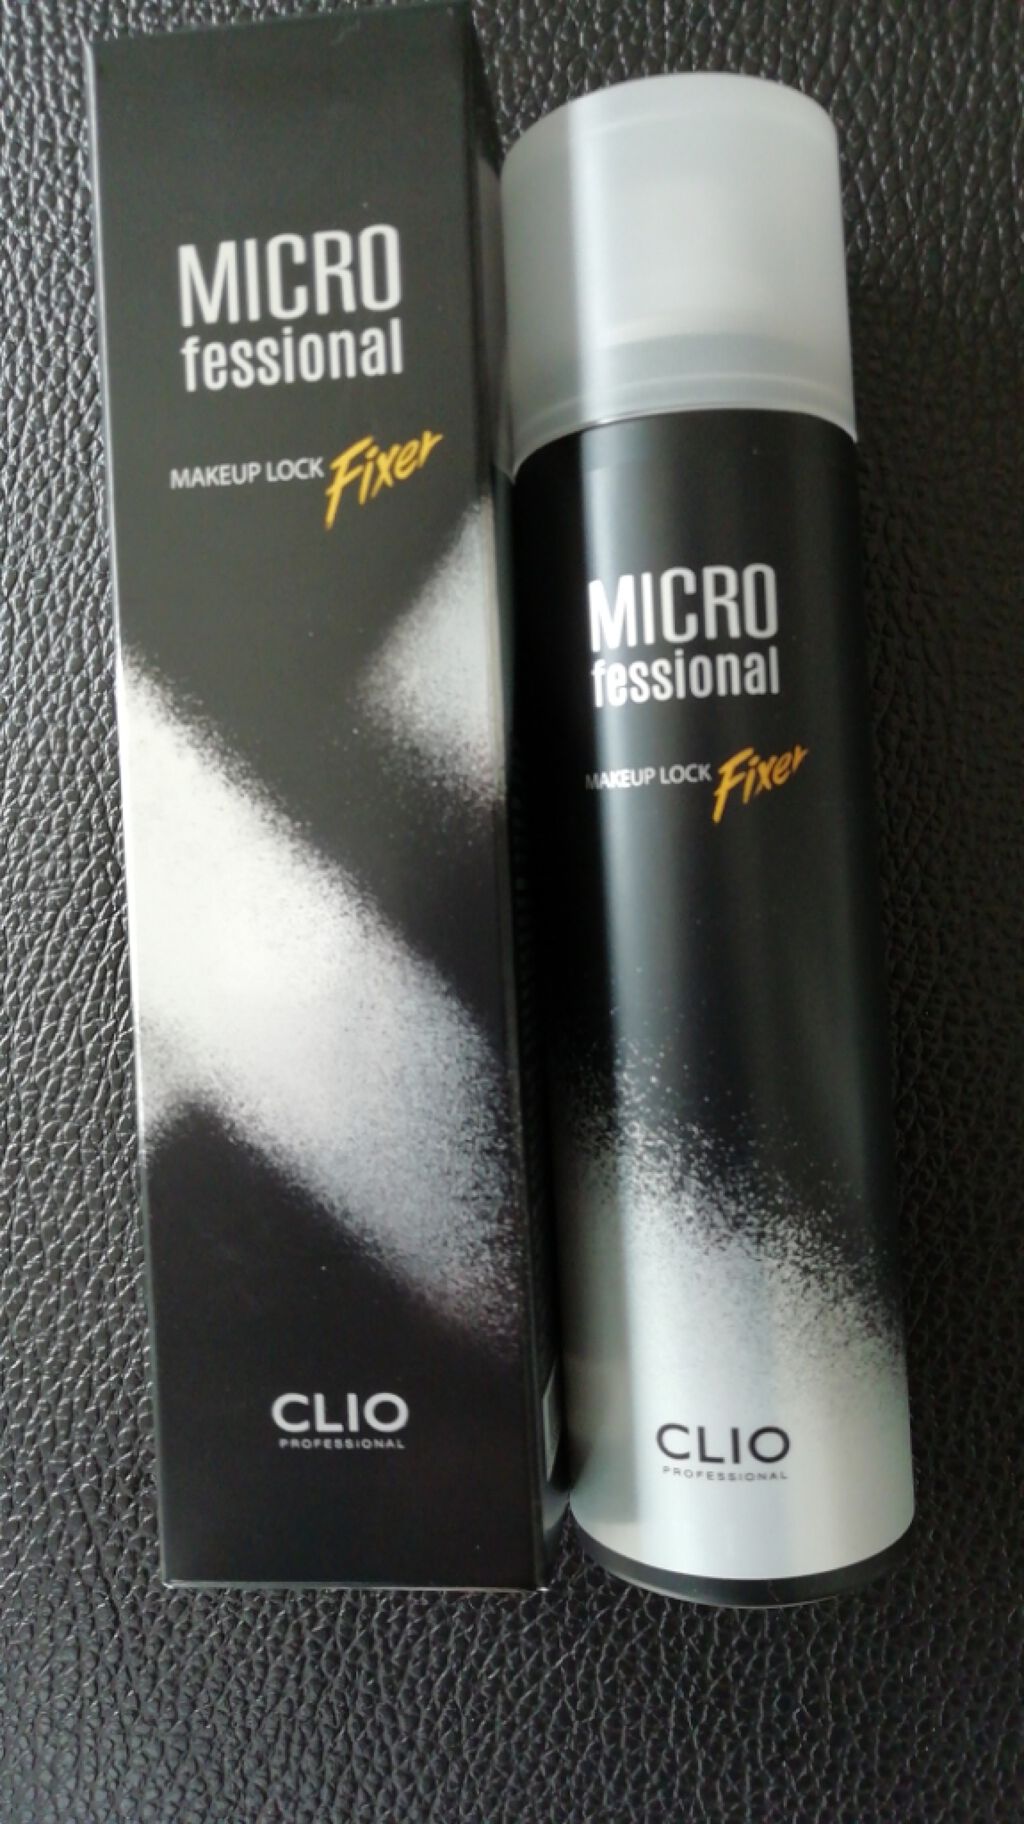 MICRO
fessional
MAKEUP LOCK Fixer
CLIO
PROFESSIONAL
MICRO
fessional
MAKEUP LOCK Fixer
CLIO
PROFESSIONAL